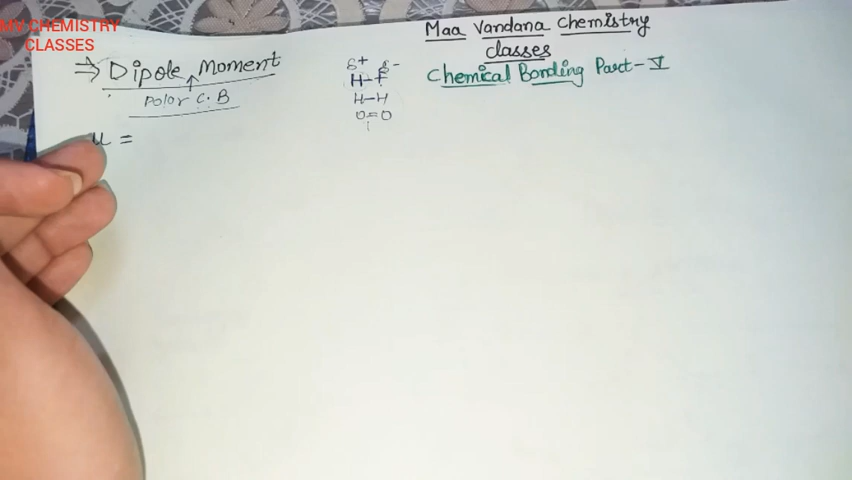 MV CHEMISTRY
CLASSES
Maa Vandana Chemistry
classes
Chemical Bonding Part-V
⇒ Dipole Moment
Polor C.B
δ+ δ-
H-F
H-H
O=O
μ =